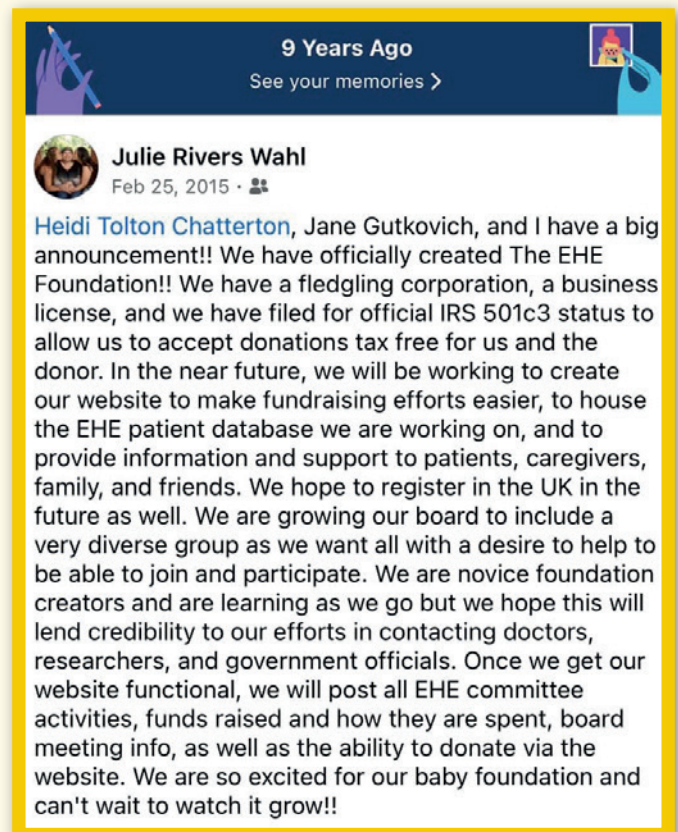 9 Years Ago
See your memories >
Julie Rivers Wahl
Feb 25, 2015 ·
Heidi Tolton Chatterton, Jane Gutkovich, and I have a big
announcement!! We have officially created The EHE
Foundation!! We have a fledgling corporation, a business
license, and we have filed for official IRS 501c3 status to
allow us to accept donations tax free for us and the
donor. In the near future, we will be working to create
our website to make fundraising efforts easier, to house
the EHE patient database we are working on, and to
provide information and support to patients, caregivers,
family, and friends. We hope to register in the UK in the
future as well. We are growing our board to include a
very diverse group as we want all with a desire to help to
be able to join and participate. We are novice foundation
creators and are learning as we go but we hope this will
lend credibility to our efforts in contacting doctors,
researchers, and government officials. Once we get our
website functional, we will post all EHE committee
activities, funds raised and how they are spent, board
meeting info, as well as the ability to donate via the
website. We are so excited for our baby foundation and
can't wait to watch it grow!!